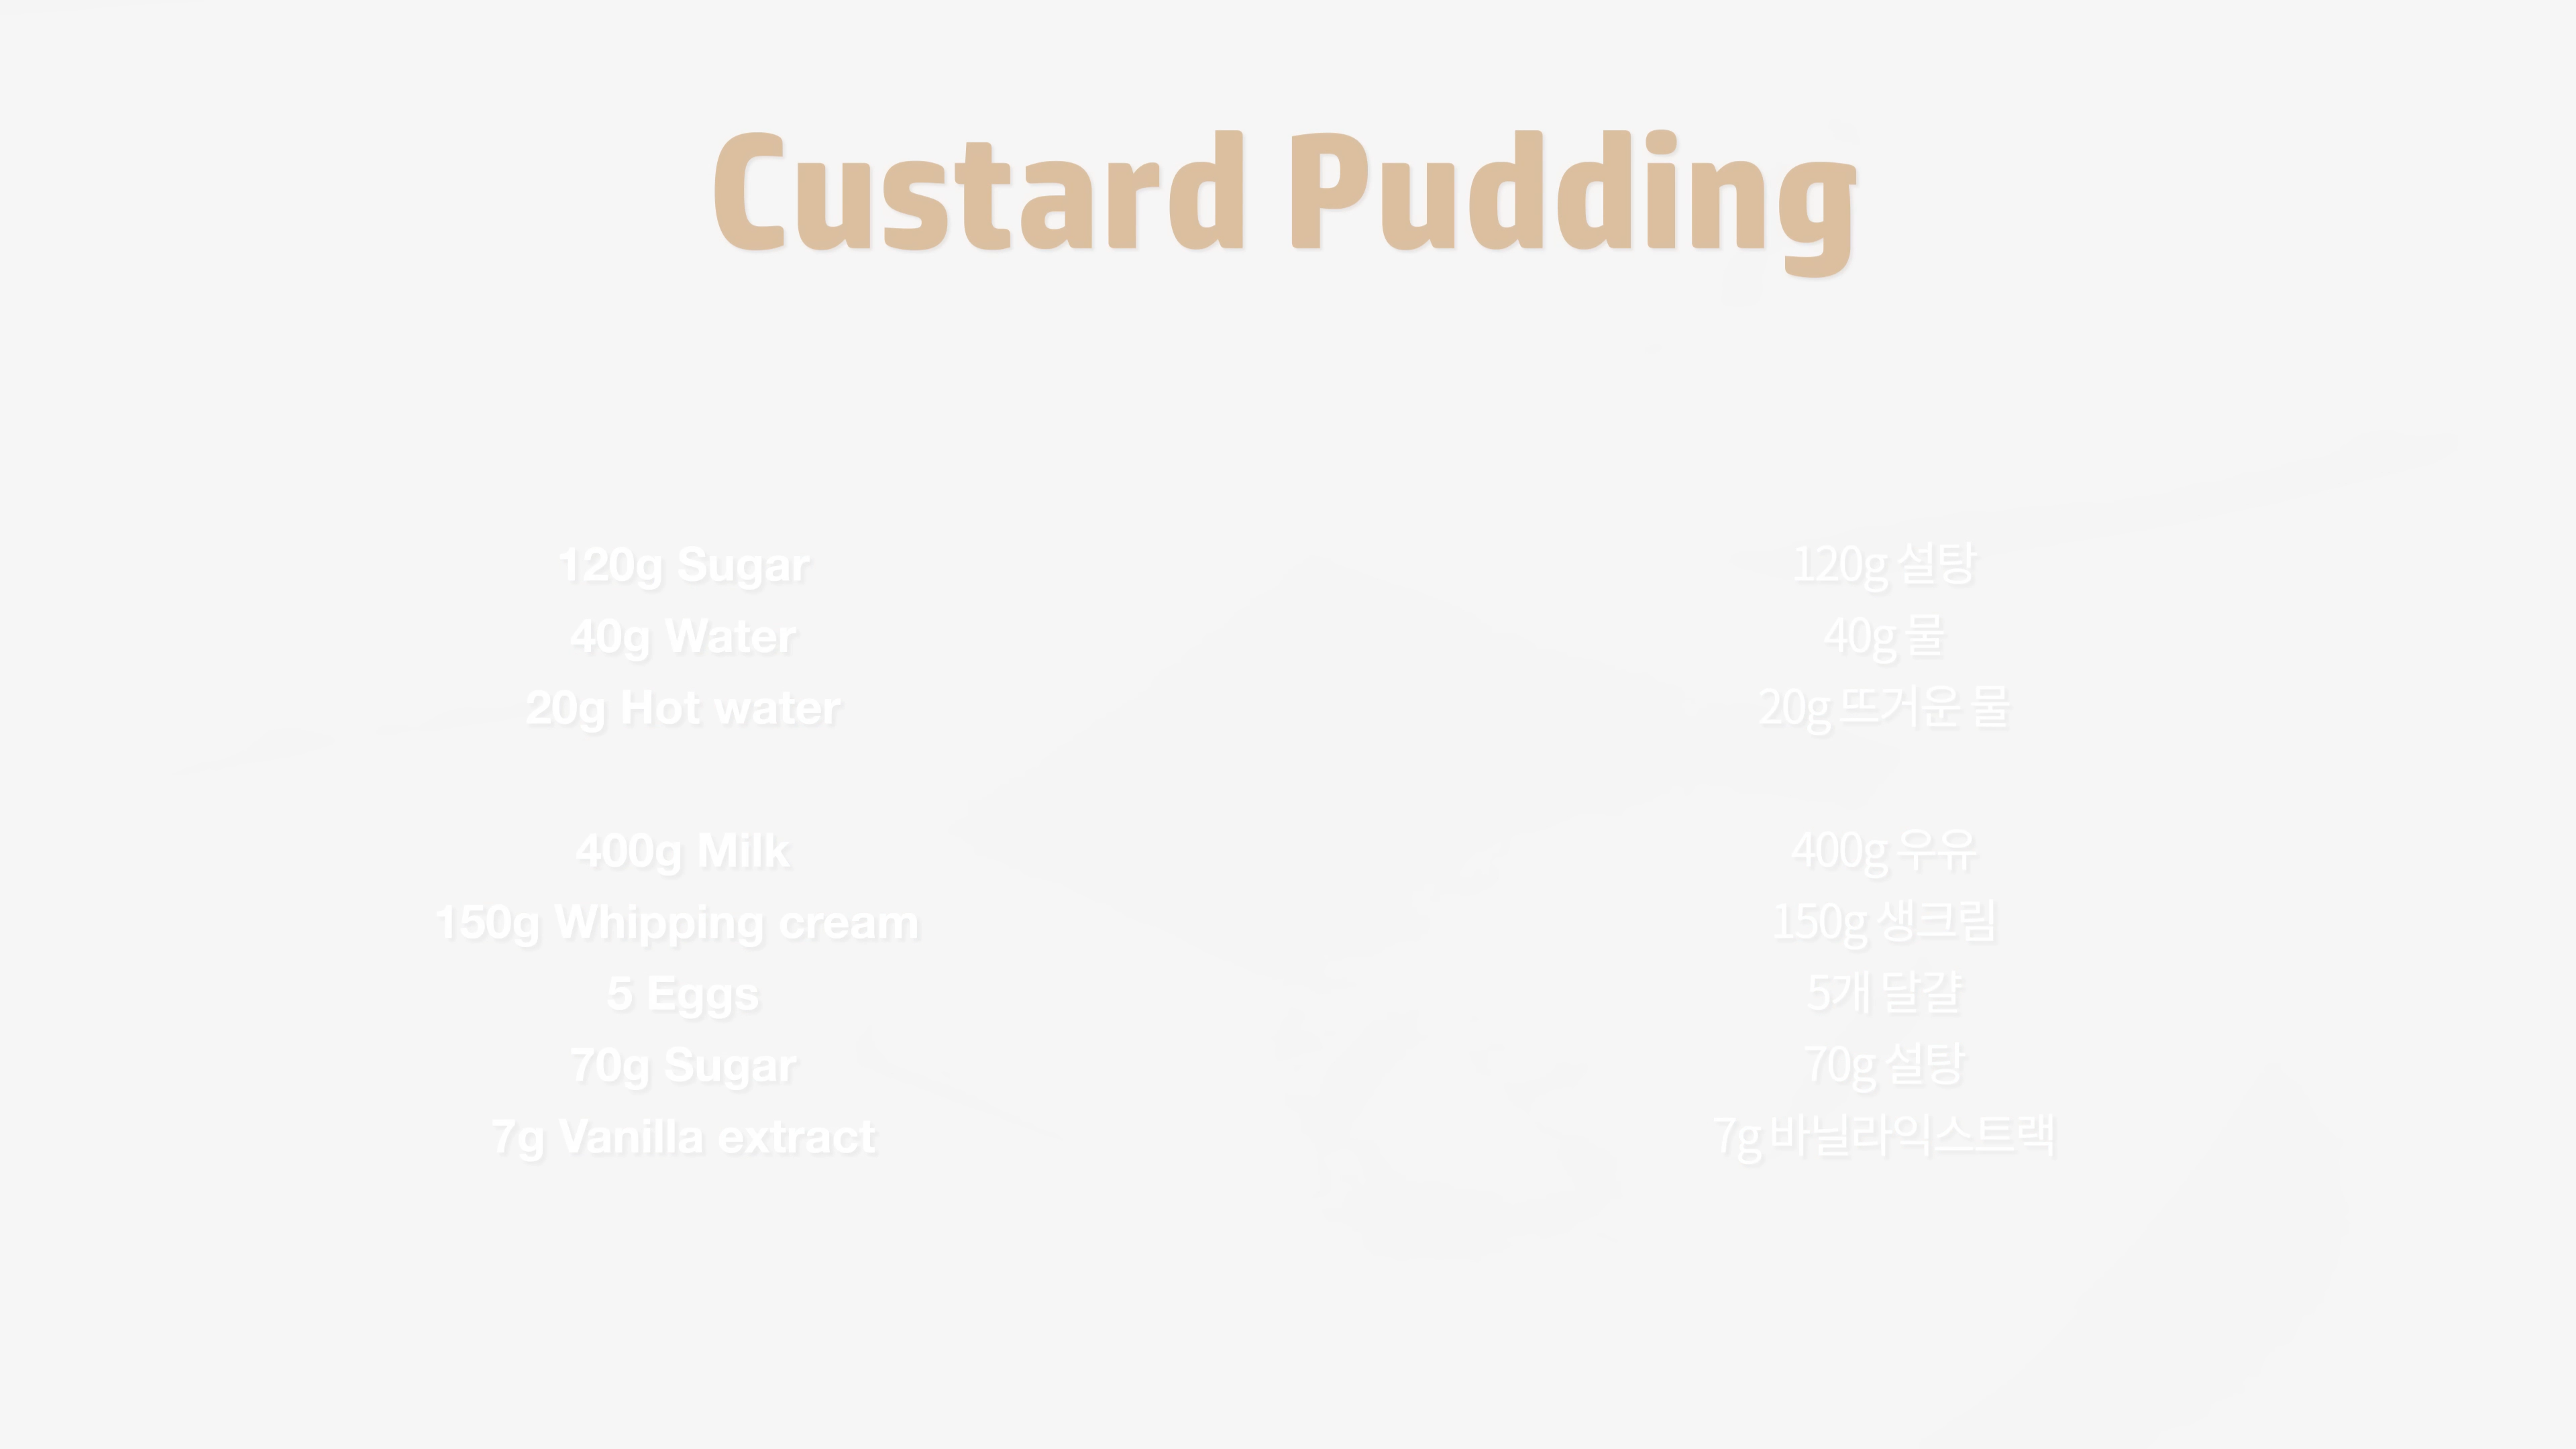 Custard Pudding
120g Sugar
40g Water
20g Hot water
400g Milk
150g Whipping cream
5 Eggs
70g Sugar
7g Vanilla extract
120g 설탕
40g 물
20g 뜨거운 물
400g 우유
150g 생크림
5개 달걀
70g 설탕
7g 바닐라익스트랙